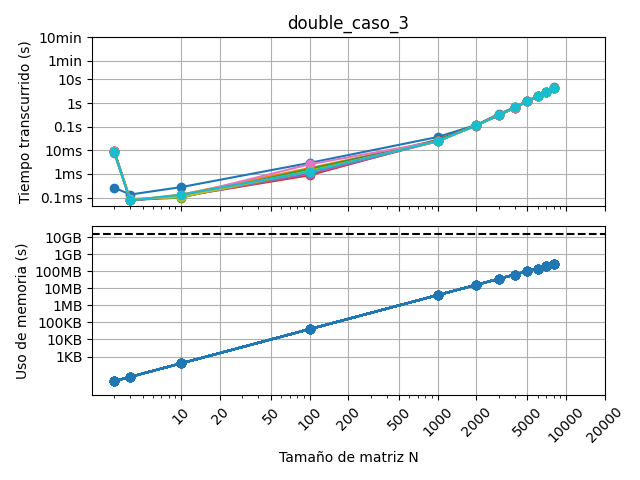 double_caso_3
Tiempo transcurrido (s)
10min
1min
10s
1s
0.1s
10ms
1ms
0.1ms
Uso de memoria (s)
10GB
1GB
100MB
10MB
1MB
100KB
10KB
1KB
10
20
50
100
200
500
1000
2000
5000
10000
20000
Tamaño de matriz N